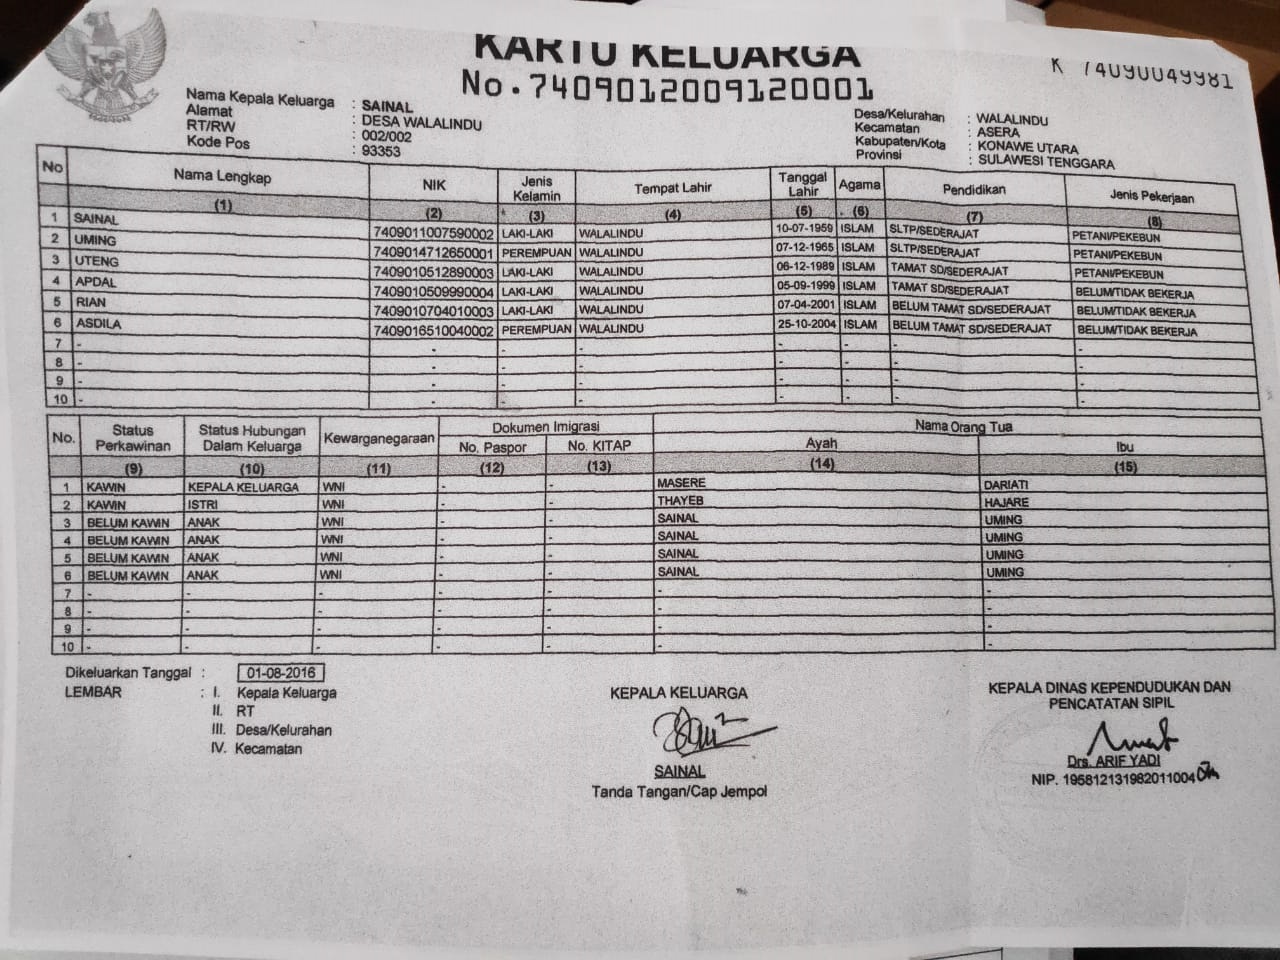 KARTU KELUARGA
No.7409012009120001
K 74090049981
Nama Kepala Keluarga : SAINAL
Alamat : DESA WALALINDU
RT/RW : 002/002
Kode Pos : 93353
Desa/Kelurahan : WALALINDU
Kecamatan : ASERA
Kabupaten/Kota : KONAWE UTARA
Provinsi : SULAWESI TENGGARA
No Nama Lengkap NIK Jenis Kelamin Tempat Lahir Tanggal Lahir Agama Pendidikan Jenis Pekerjaan
(1) (2) (3) (4) (5) (6) (7) (8)
1 SAINAL 7409011007590002 LAKI-LAKI WALALINDU 10-07-1959 ISLAM SLTP/SEDERAJAT PETANI/PEKEBUN
2 UMING 7409014712650001 PEREMPUAN WALALINDU 07-12-1965 ISLAM SLTP/SEDERAJAT PETANI/PEKEBUN
3 UTENG 7409010512890003 LAKI-LAKI WALALINDU 06-12-1989 ISLAM TAMAT SD/SEDERAJAT PETANI/PEKEBUN
4 APDAL 7409010509990004 LAKI-LAKI WALALINDU 05-09-1999 ISLAM TAMAT SD/SEDERAJAT BELUM/TIDAK BEKERJA
5 RIAN 7409010704010003 LAKI-LAKI WALALINDU 07-04-2001 ISLAM BELUM TAMAT SD/SEDERAJAT BELUM/TIDAK BEKERJA
6 ASDILA 7409016510040002 PEREMPUAN WALALINDU 25-10-2004 ISLAM BELUM TAMAT SD/SEDERAJAT BELUM/TIDAK BEKERJA
7 - - - - - - - -
8 - - - - - - - -
9 - - - - - - - -
10 - - - - - - - -
No. Status Perkawinan Status Hubungan Dalam Keluarga Kewarganegaraan Dokumen Imigrasi Nama Orang Tua
No. Paspor No. KITAP Ayah Ibu
(9) (10) (11) (12) (13) (14) (15)
1 KAWIN KEPALA KELUARGA WNI - - MASERE DARIATI
2 KAWIN ISTRI WNI - - THAYEB HAJARE
3 BELUM KAWIN ANAK WNI - - SAINAL UMING
4 BELUM KAWIN ANAK WNI - - SAINAL UMING
5 BELUM KAWIN ANAK WNI - - SAINAL UMING
6 BELUM KAWIN ANAK WNI - - SAINAL UMING
7 - - - - - - -
8 - - - - - - -
9 - - - - - - -
10 - - - - - - -
Dikeluarkan Tanggal : 01-08-2016
LEMBAR : I. Kepala Keluarga
II. RT
III. Desa/Kelurahan
IV. Kecamatan
KEPALA KELUARGA
SAINAL
Tanda Tangan/Cap Jempol
KEPALA DINAS KEPENDUDUKAN DAN
PENCATATAN SIPIL
Drs. ARIF YADI
NIP. 195812131982011004